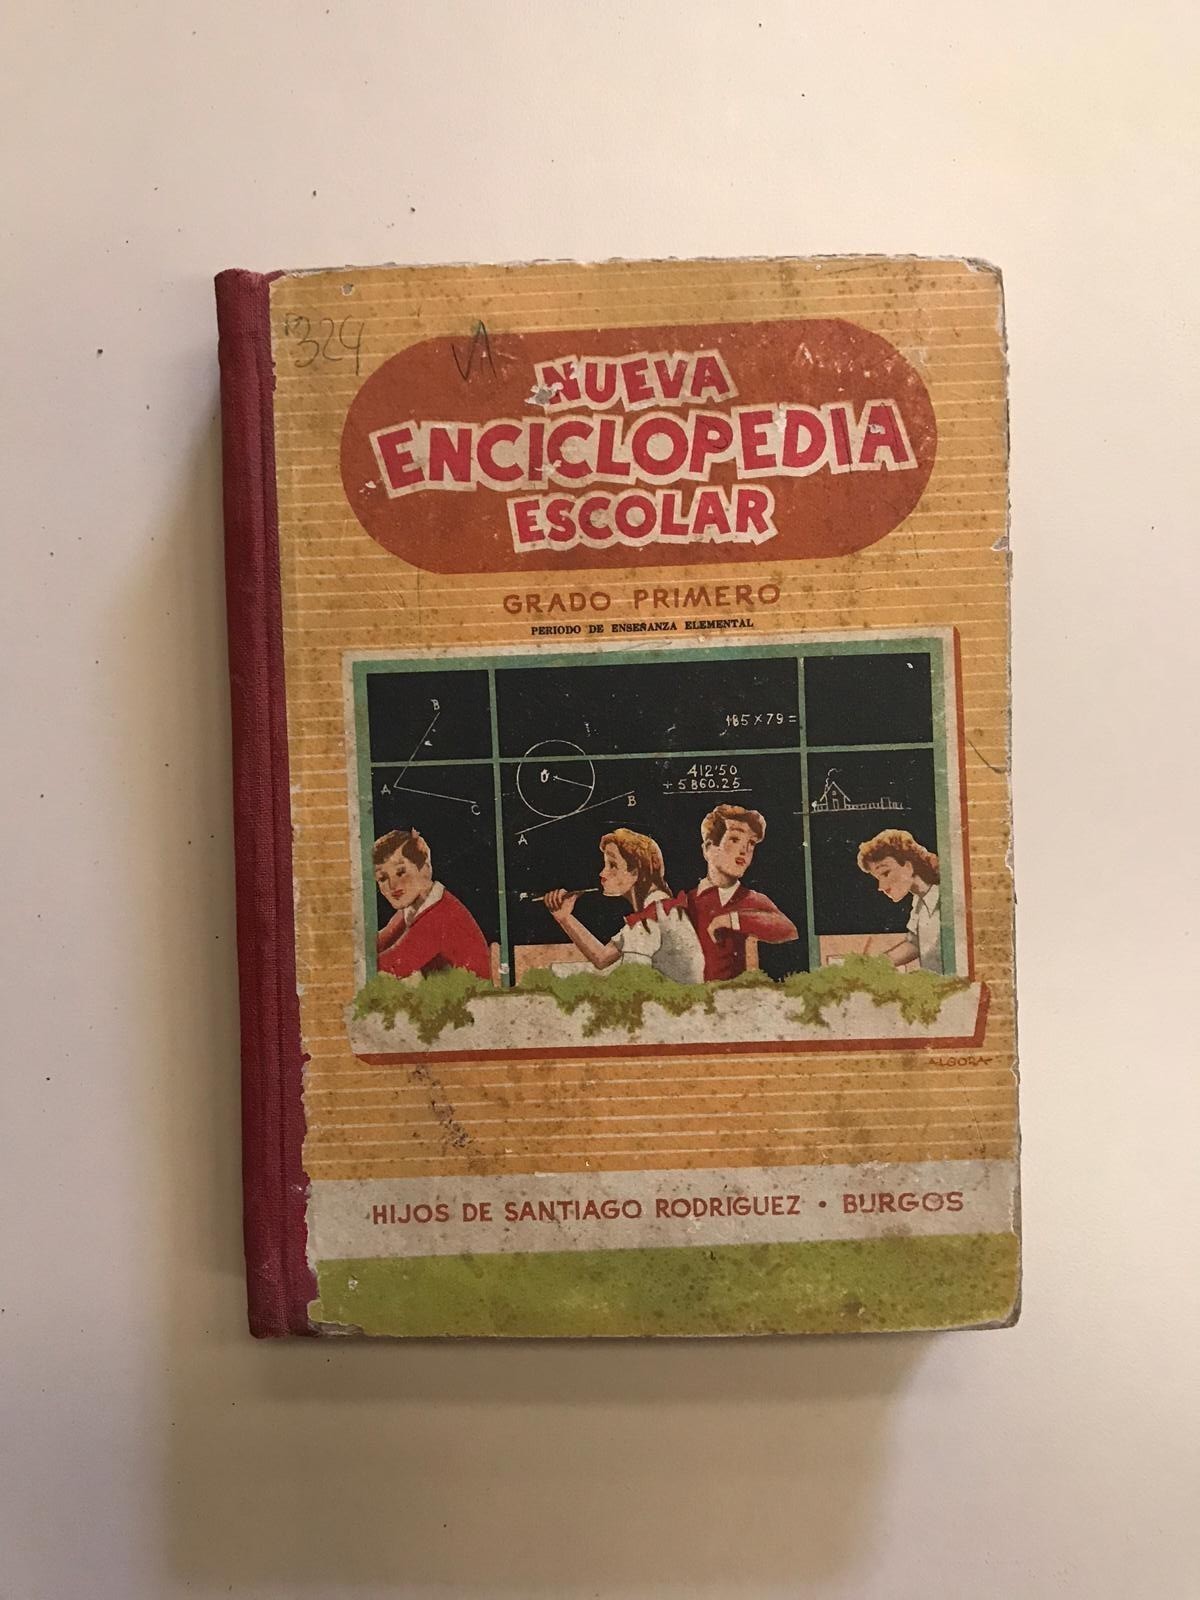 324
NUEVA
ENCICLOPEDIA
ESCOLAR
GRADO PRIMERO
PERIODO DE ENSEÑANZA ELEMENTAL
B
A
C
O
A
B
185 x 79 =
412'50
+ 5860,25
ALGORA
HIJOS DE SANTIAGO RODRIGUEZ • BURGOS